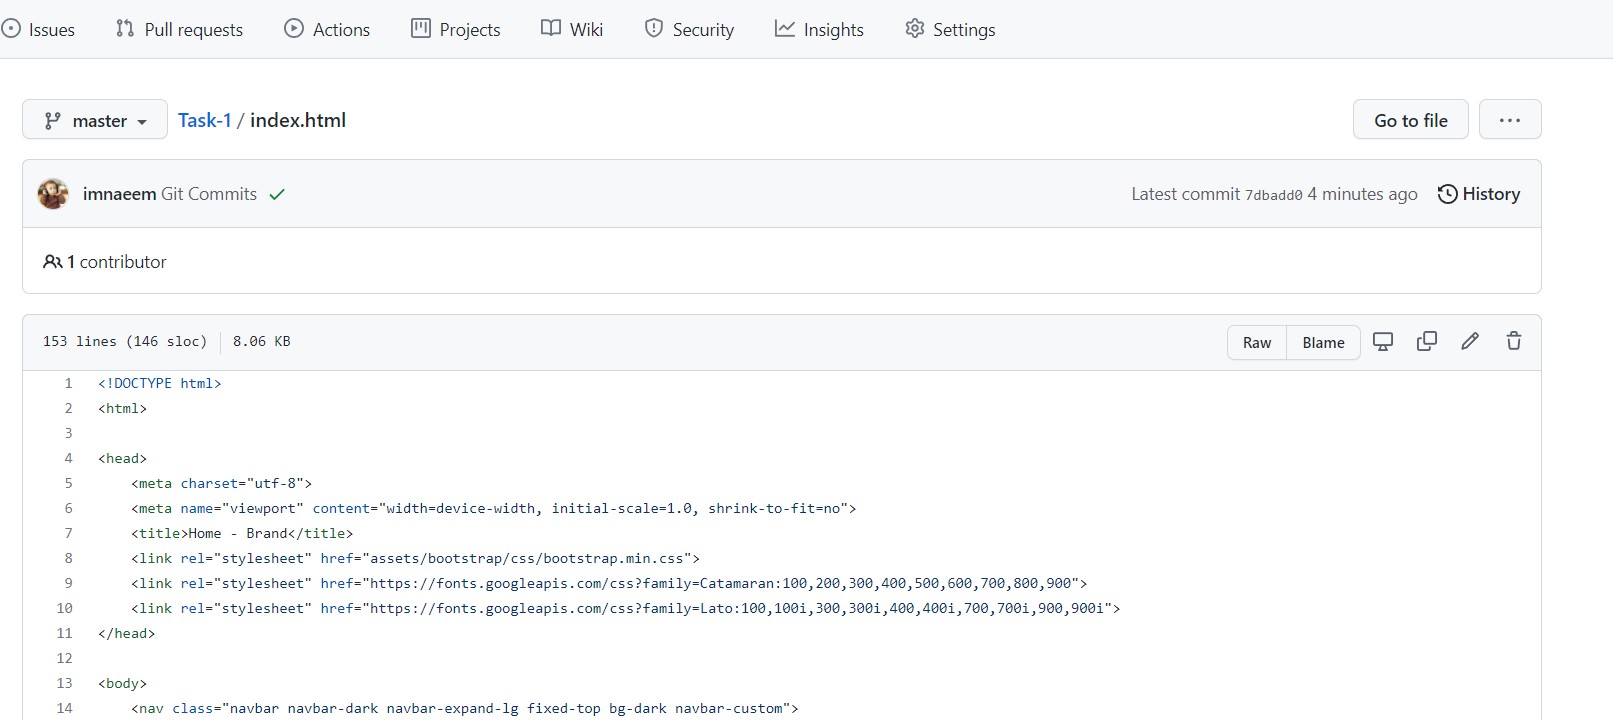 Issues Pull requests Actions Projects Wiki Security Insights Settings
master Task-1 / index.html Go to file ...
imnaeem Git Commits Latest commit 7dbadd0 4 minutes ago History
1 contributor
153 lines (146 sloc) 8.06 KB Raw Blame
1 <!DOCTYPE html>
2 <html>
3
4 <head>
5     <meta charset="utf-8">
6     <meta name="viewport" content="width=device-width, initial-scale=1.0, shrink-to-fit=no">
7     <title>Home - Brand</title>
8     <link rel="stylesheet" href="assets/bootstrap/css/bootstrap.min.css">
9     <link rel="stylesheet" href="https://fonts.googleapis.com/css?family=Catamaran:100,200,300,400,500,600,700,800,900">
10     <link rel="stylesheet" href="https://fonts.googleapis.com/css?family=Lato:100,100i,300,300i,400,400i,700,700i,900,900i">
11 </head>
12
13 <body>
14     <nav class="navbar navbar-dark navbar-expand-lg fixed-top bg-dark navbar-custom">